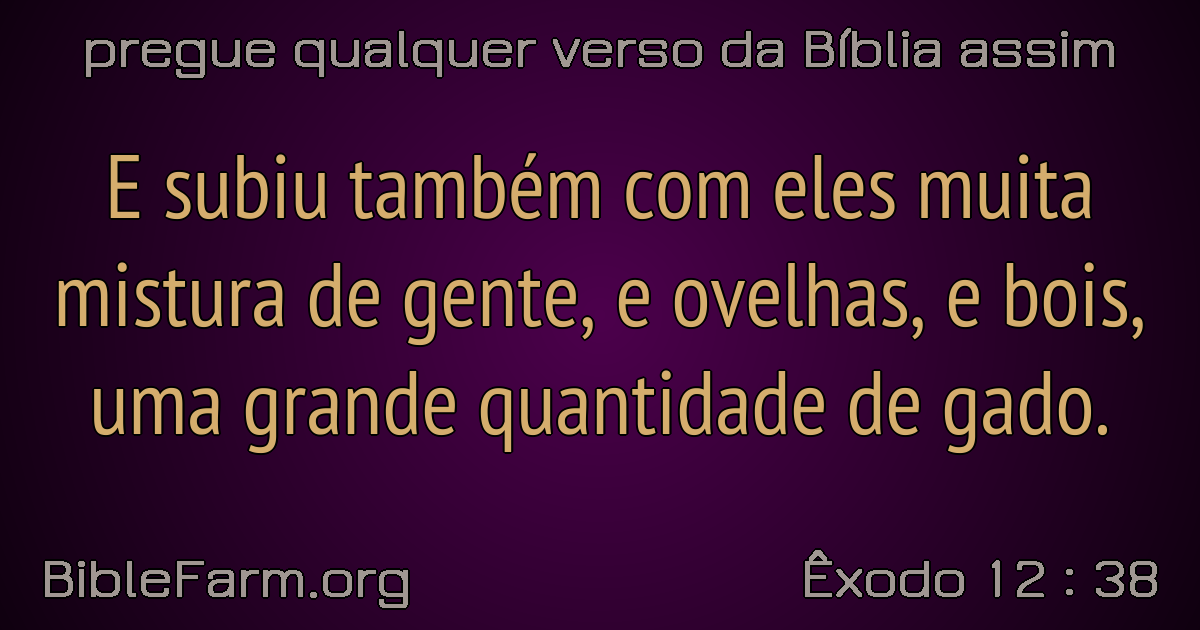 pregue qualquer verso da Bíblia assim
E subiu também com eles muita
mistura de gente, e ovelhas, e bois,
uma grande quantidade de gado.
BibleFarm.org
Êxodo 12 : 38